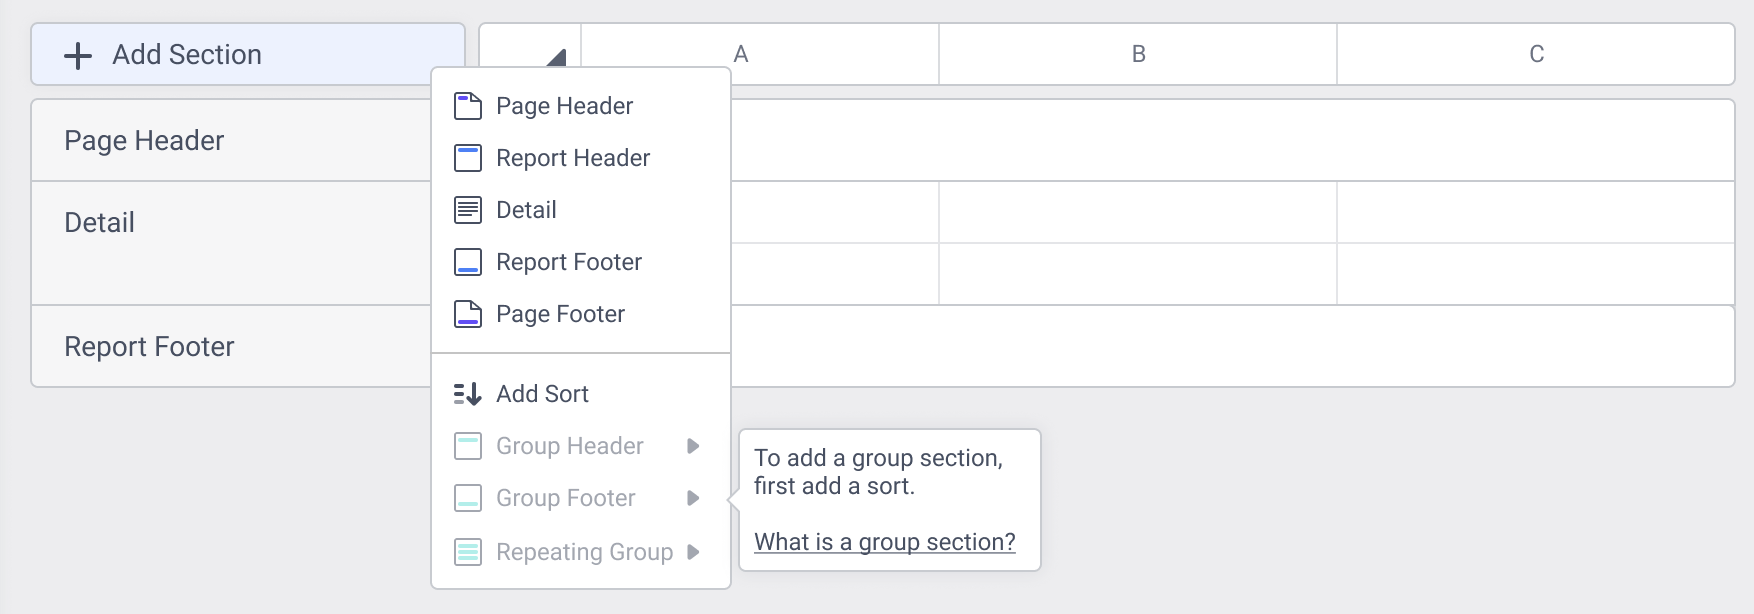 Add Section
A
B
C
Page Header
Detail
Report Footer
Page Header
Report Header
Detail
Report Footer
Page Footer
Add Sort
Group Header
Group Footer
Repeating Group
To add a group section,
first add a sort.
What is a group section?